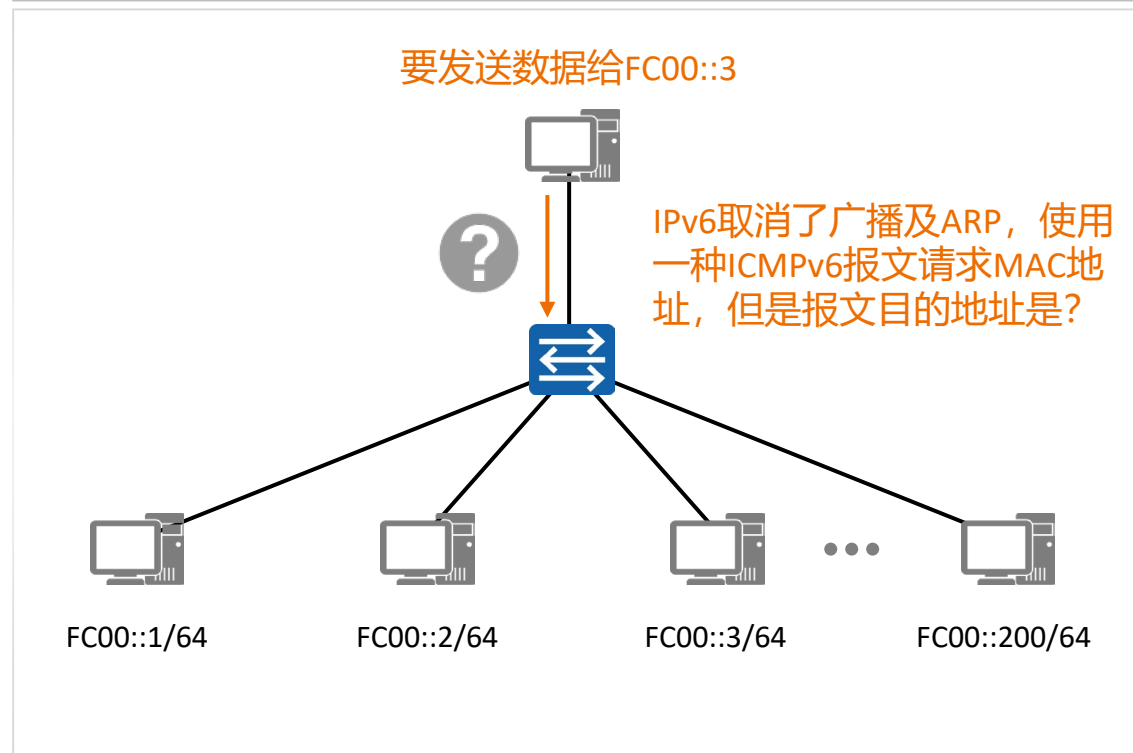 要发送数据给FC00::3
?
IPv6取消了广播及ARP，使用
一种ICMPv6报文请求MAC地
址，但是报文目的地址是？
FC00::1/64
FC00::2/64
FC00::3/64
FC00::200/64